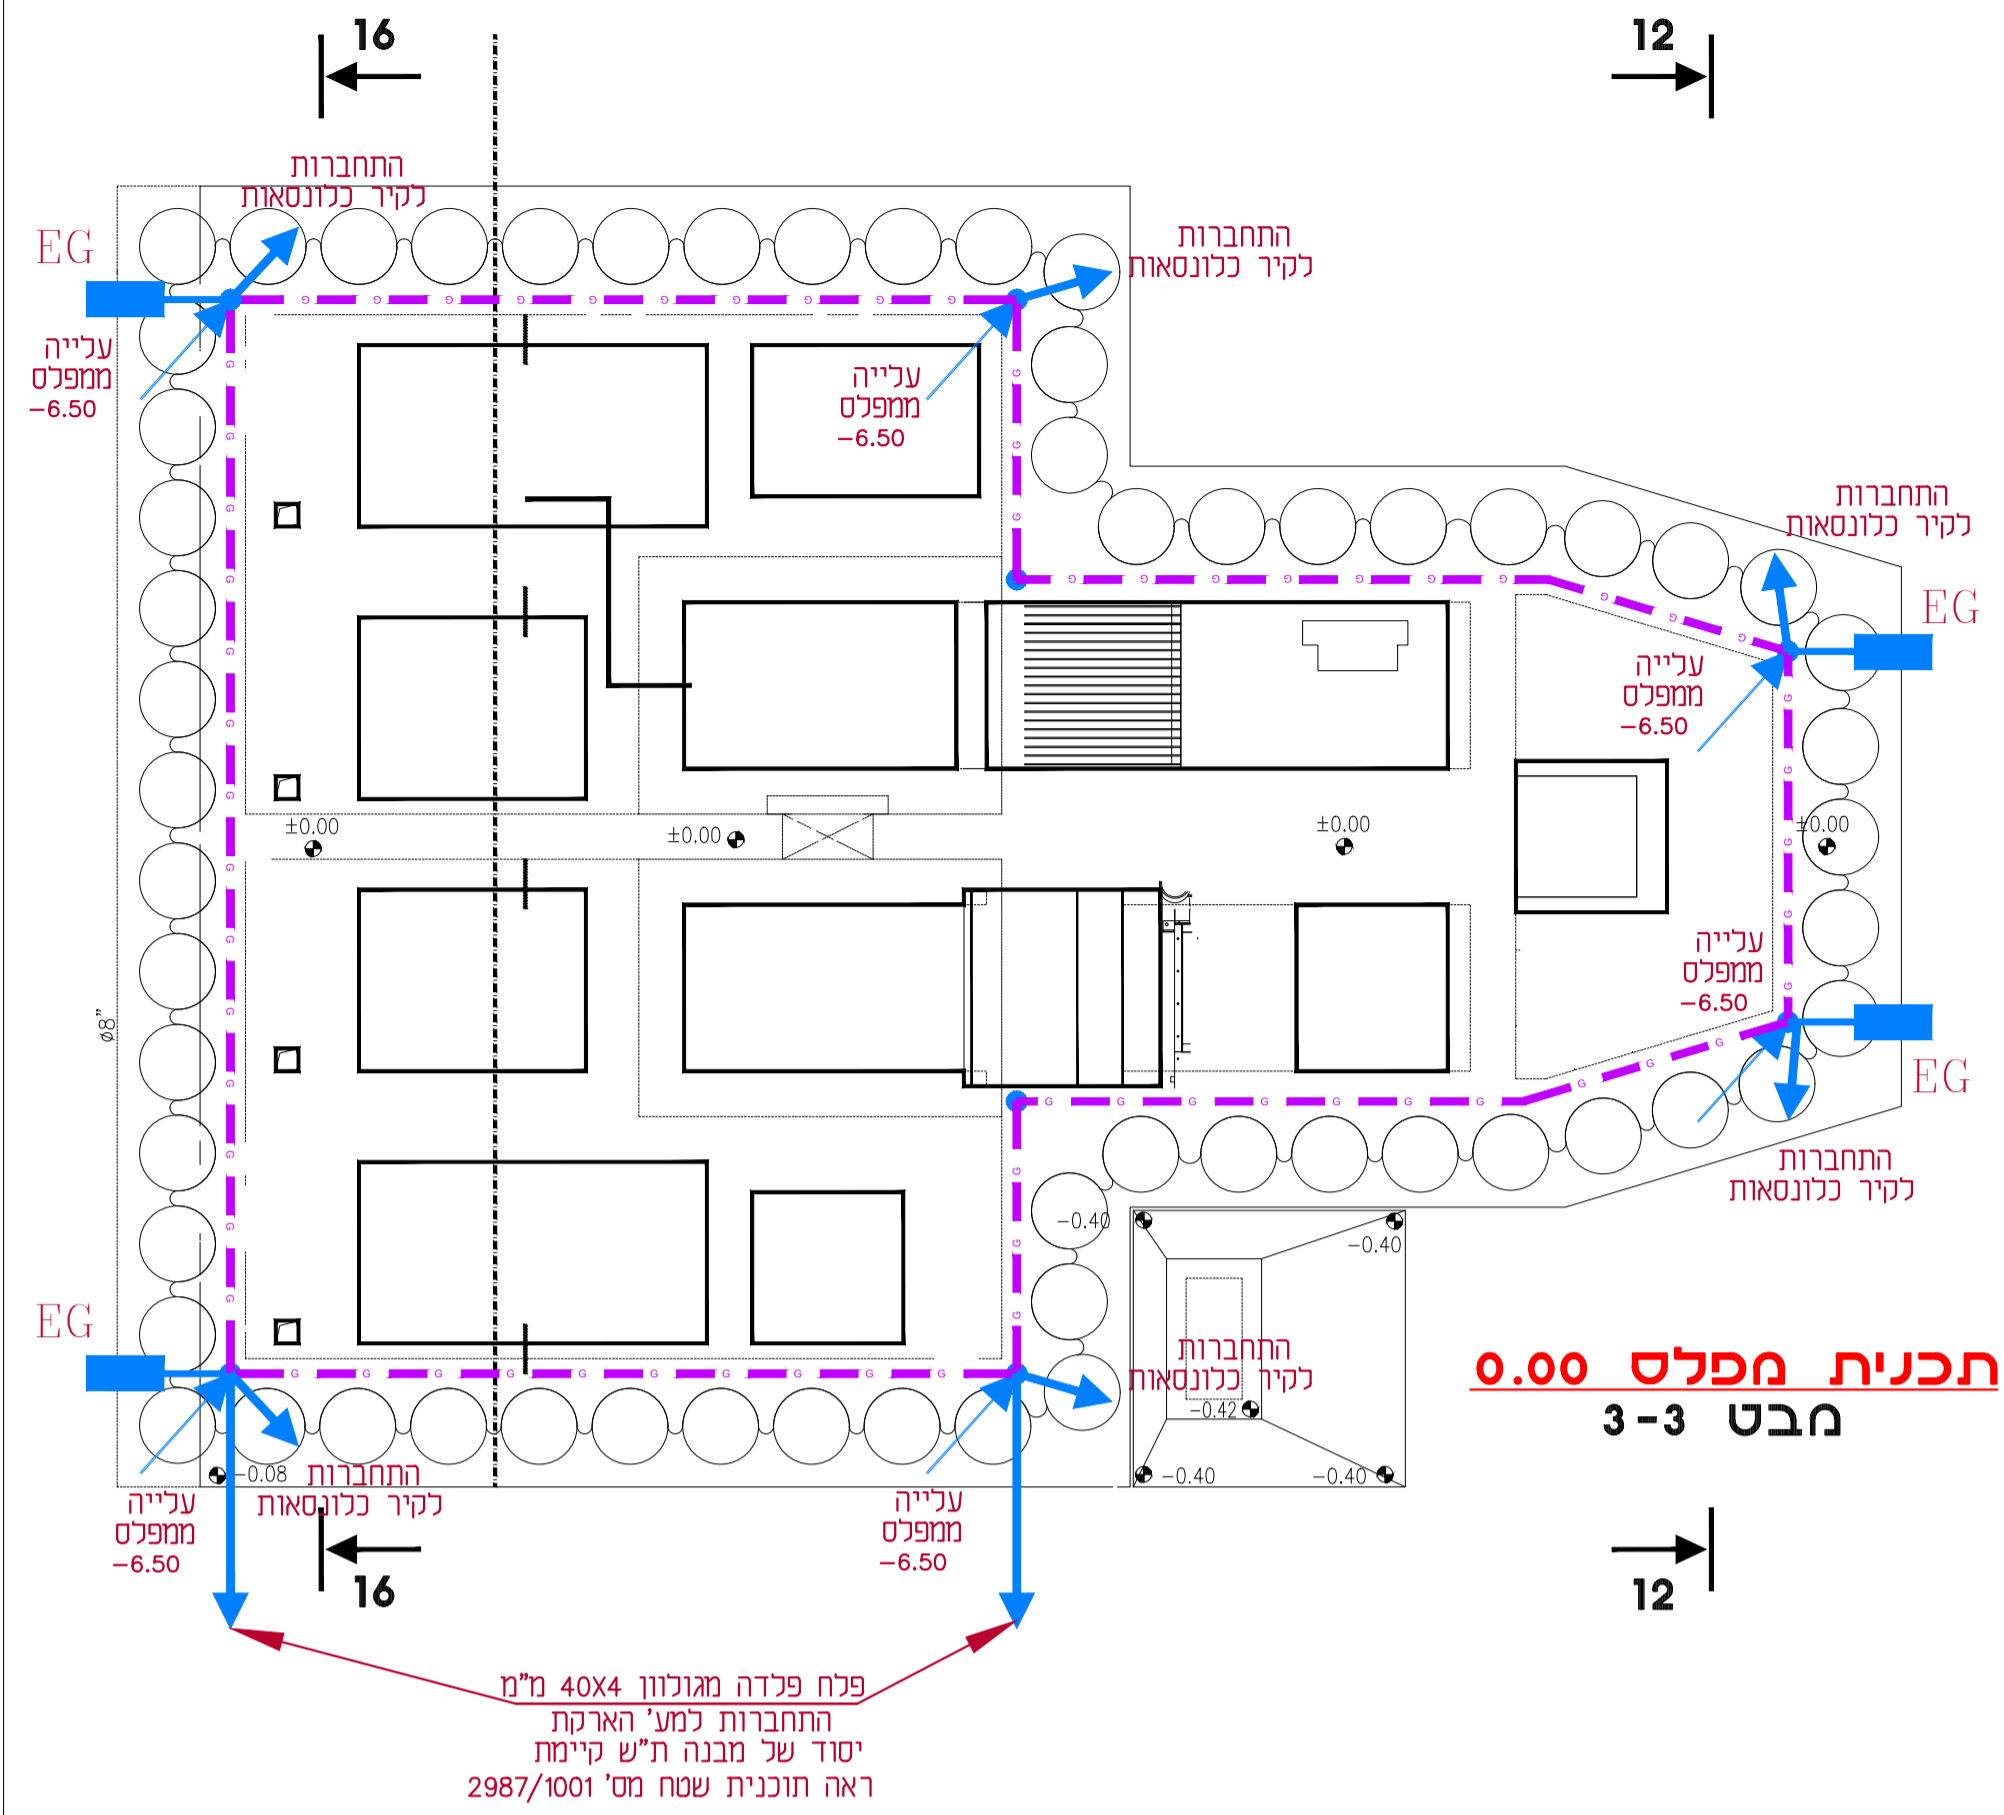 16
12
התחברות
לקיר כלונסאות
EG
עלייה
ממפלס
-6.50
התחברות
לקיר כלונסאות
עלייה
ממפלס
-6.50
התחברות
לקיר כלונסאות
EG
עלייה
ממפלס
-6.50
±0.00
±0.00
±0.00
±0.00
עלייה
ממפלס
-6.50
EG
ø8"
התחברות
לקיר כלונסאות
-0.40
-0.40
EG
התחברות
לקיר כלונסאות
-0.42
-0.40
-0.40
תכנית מפלס 0.00
מבט 3-3
-0.08
התחברות
לקיר כלונסאות
עלייה
ממפלס
-6.50
עלייה
ממפלס
-6.50
16
12
פלח פלדה מגולוון 40X4 מ"מ
התחברות למע' הארקת
יסוד של מבנה ת"ש קיימת
ראה תוכנית שטח מס' 2987/1001